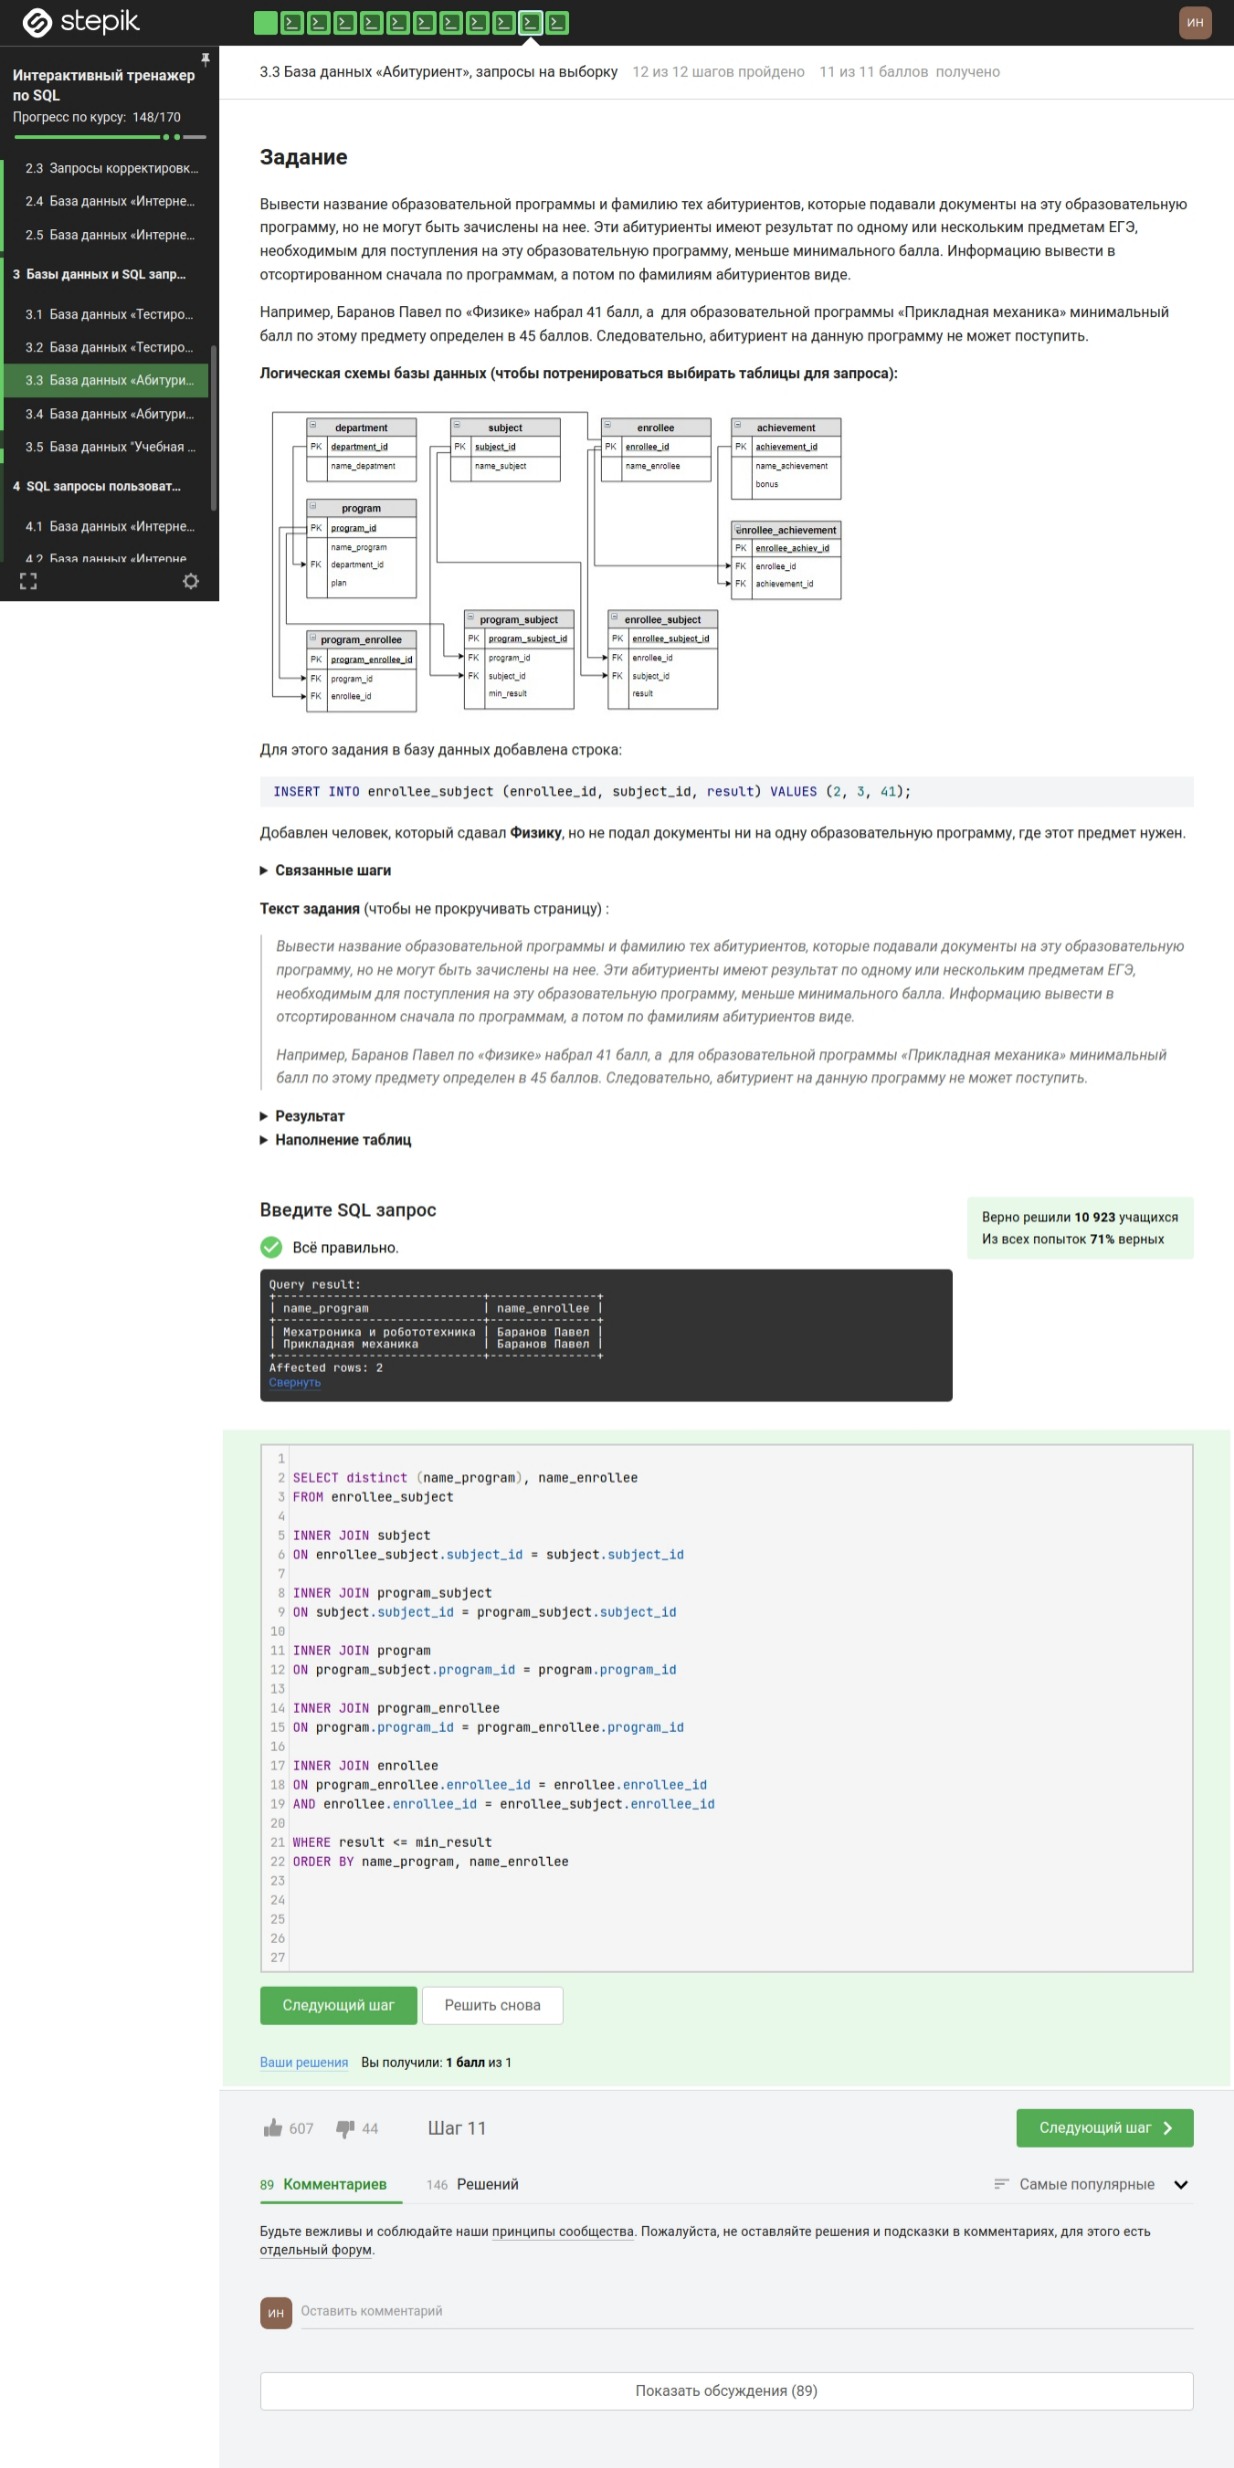 stepik
ИН
Интерактивный тренажер
по SQL
Прогресс по курсу: 148/170
2.3 Запросы корректировк...
2.4 База данных «Интерне...
2.5 База данных «Интерне...
3 Базы данных и SQL запр...
3.1 База данных «Тестиро...
3.2 База данных «Тестиро...
3.3 База данных «Абитури...
3.4 База данных «Абитури...
3.5 База данных "Учебная ...
4 SQL запросы пользоват...
4.1 База данных «Интерне...
4.2 База данных «Интерне
3.3 База данных «Абитуриент», запросы на выборку 12 из 12 шагов пройдено 11 из 11 баллов получено
Задание
Вывести название образовательной программы и фамилию тех абитуриентов, которые подавали документы на эту образовательную
программу, но не могут быть зачислены на нее. Эти абитуриенты имеют результат по одному или нескольким предметам ЕГЭ,
необходимым для поступления на эту образовательную программу, меньше минимального балла. Информацию вывести в
отсортированном сначала по программам, а потом по фамилиям абитуриентов виде.
Например, Баранов Павел по «Физике» набрал 41 балл, а для образовательной программы «Прикладная механика» минимальный
балл по этому предмету определен в 45 баллов. Следовательно, абитуриент на данную программу не может поступить.
Логическая схемы базы данных (чтобы потренироваться выбирать таблицы для запроса):
department
PK department_id
name_depatment
subject
PK subject_id
name_subject
enrollee
PK enrollee_id
name_enrollee
achievement
PK achievement_id
name_achievement
bonus
program
PK program_id
name_program
FK department_id
plan
enrollee_achievement
PK enrollee_achiev_id
FK enrollee_id
FK achievement_id
program_enrollee
PK program_enrollee_id
FK program_id
FK enrollee_id
program_subject
PK program_subject_id
FK program_id
FK subject_id
min_result
enrollee_subject
PK enrollee_subject_id
FK enrollee_id
FK subject_id
result
Для этого задания в базу данных добавлена строка:
INSERT INTO enrollee_subject (enrollee_id, subject_id, result) VALUES (2, 3, 41);
Добавлен человек, который сдавал Физику, но не подал документы ни на одну образовательную программу, где этот предмет нужен.
Связанные шаги
Текст задания (чтобы не прокручивать страницу) :
Вывести название образовательной программы и фамилию тех абитуриентов, которые подавали документы на эту образовательную
программу, но не могут быть зачислены на нее. Эти абитуриенты имеют результат по одному или нескольким предметам ЕГЭ,
необходимым для поступления на эту образовательную программу, меньше минимального балла. Информацию вывести в
отсортированном сначала по программам, а потом по фамилиям абитуриентов виде.
Например, Баранов Павел по «Физике» набрал 41 балл, а для образовательной программы «Прикладная механика» минимальный
балл по этому предмету определен в 45 баллов. Следовательно, абитуриент на данную программу не может поступить.
Результат
Наполнение таблиц
Введите SQL запрос
Всё правильно.
Верно решили 10 923 учащихся
Из всех попыток 71% верных
Query result:
+----------------------------+---------------+
| name_program | name_enrollee |
+----------------------------+---------------+
| Мехатроника и робототехника | Баранов Павел |
| Прикладная механика | Баранов Павел |
+----------------------------+---------------+
Affected rows: 2
Свернуть
1
2 SELECT distinct (name_program), name_enrollee
3 FROM enrollee_subject
4
5 INNER JOIN subject
6 ON enrollee_subject.subject_id = subject.subject_id
7
8 INNER JOIN program_subject
9 ON subject.subject_id = program_subject.subject_id
10
11 INNER JOIN program
12 ON program_subject.program_id = program.program_id
13
14 INNER JOIN program_enrollee
15 ON program.program_id = program_enrollee.program_id
16
17 INNER JOIN enrollee
18 ON program_enrollee.enrollee_id = enrollee.enrollee_id
19 AND enrollee.enrollee_id = enrollee_subject.enrollee_id
20
21 WHERE result <= min_result
22 ORDER BY name_program, name_enrollee
23
24
25
26
27
Следующий шаг Решить снова
Ваши решения Вы получили: 1 балл из 1
607 44 Шаг 11 Следующий шаг
89 Комментариев 146 Решений Самые популярные
Будьте вежливы и соблюдайте наши принципы сообщества. Пожалуйста, не оставляйте решения и подсказки в комментариях, для этого есть
отдельный форум.
ИН Оставить комментарий
Показать обсуждения (89)